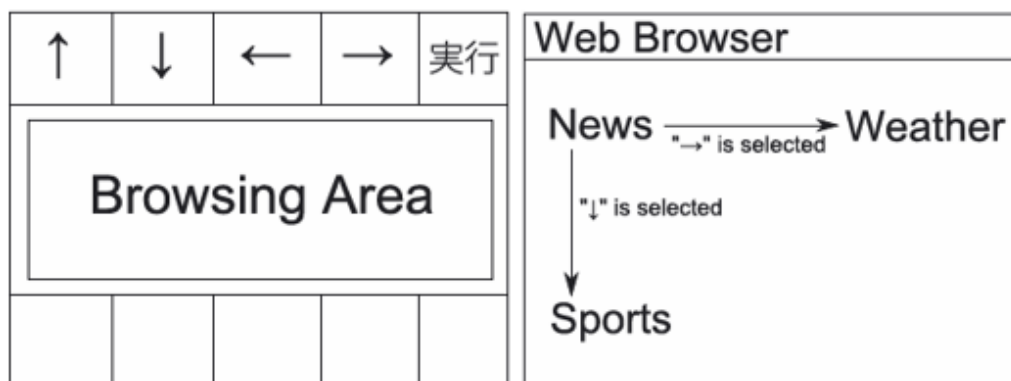 ↑ ↓ ← → 実行
Browsing Area
Web Browser
News
"→" is selected
Weather
"↓" is selected
Sports